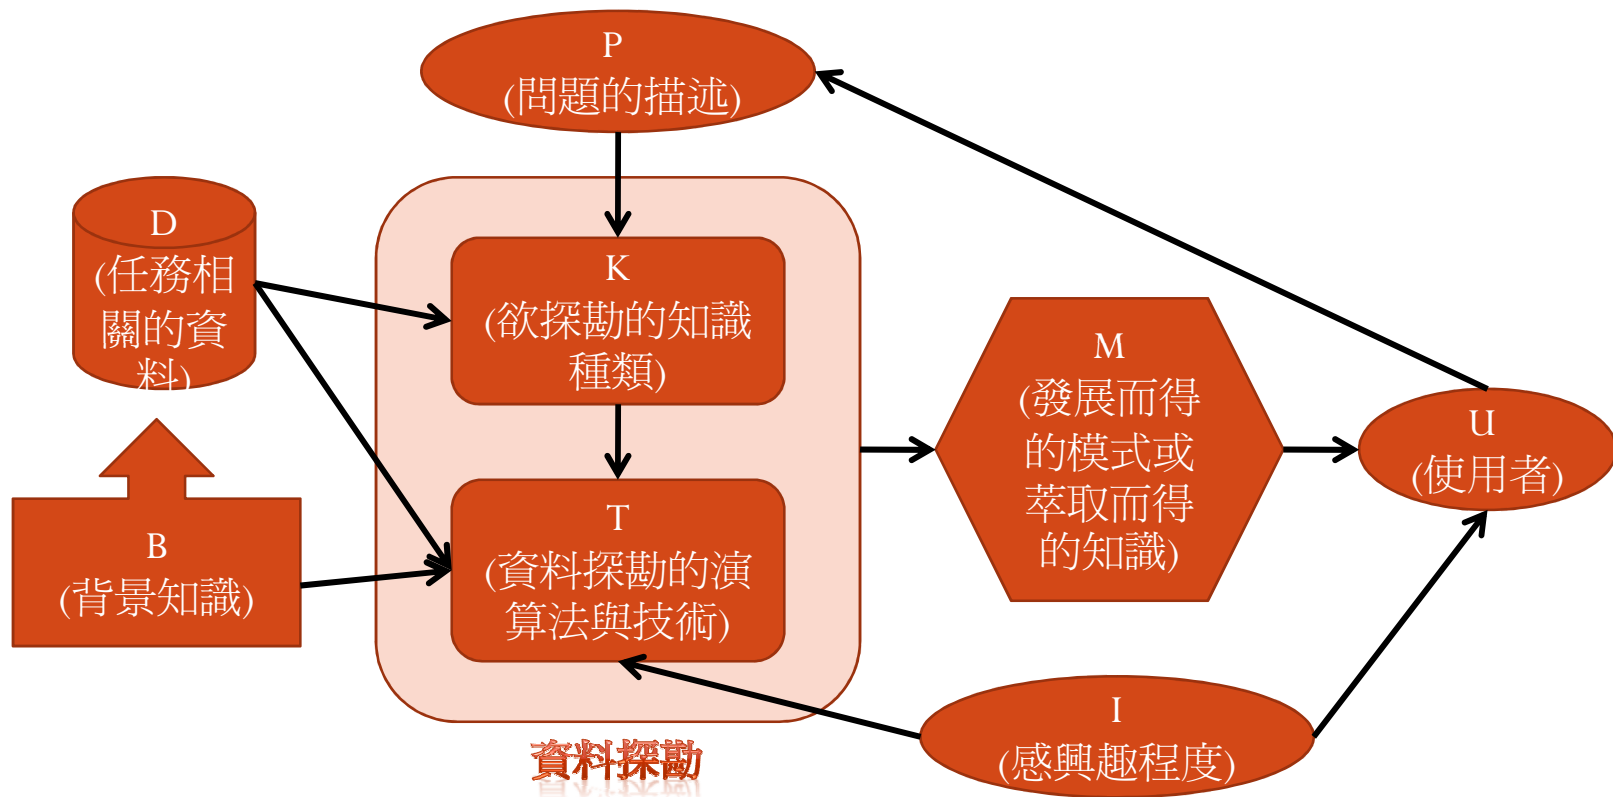 P
(問題的描述)
D
(任務相
關的資
料)
K
(欲探勘的知識
種類)
M
(發展而得
的模式或
萃取而得
的知識)
U
(使用者)
B
(背景知識)
T
(資料探勘的演
算法與技術)
I
(感興趣程度)
資料探勘